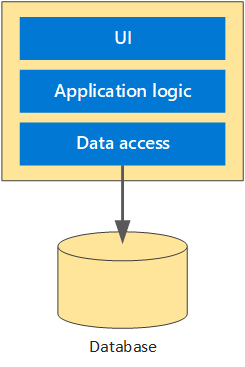 UI
Application logic
Data access
Database